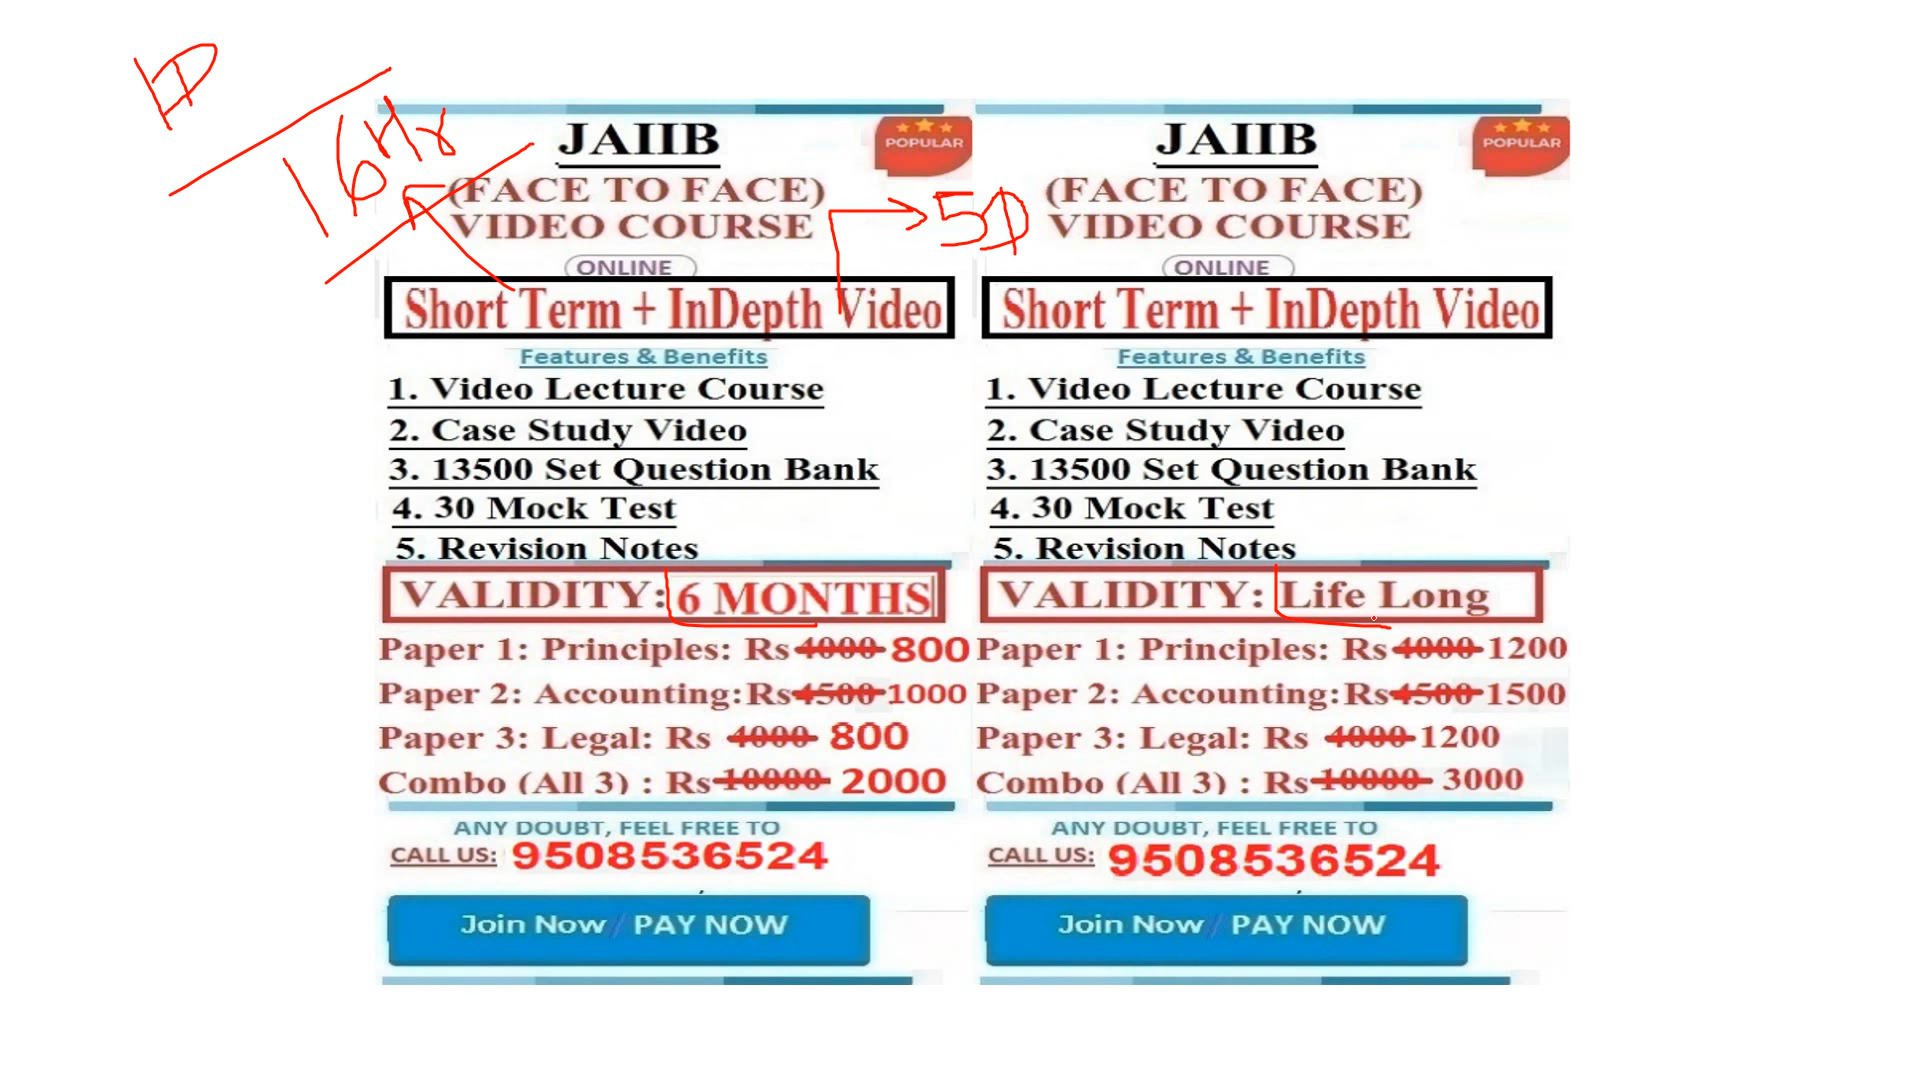 16Hr
JAIIB
POPULAR
(FACE TO FACE)
VIDEO COURSE
ONLINE
Short Term + InDepth Video
Features & Benefits
1. Video Lecture Course
2. Case Study Video
3. 13500 Set Question Bank
4. 30 Mock Test
5. Revision Notes
VALIDITY: 6 MONTHS
Paper 1: Principles: Rs 4000 800
Paper 2: Accounting:Rs 4500 1000
Paper 3: Legal: Rs 4000 800
Combo (All 3) : Rs 10000 2000
ANY DOUBT, FEEL FREE TO
CALL US: 9508536524
Join Now / PAY NOW
JAIIB
POPULAR
(FACE TO FACE)
VIDEO COURSE
ONLINE
Short Term + InDepth Video
Features & Benefits
1. Video Lecture Course
2. Case Study Video
3. 13500 Set Question Bank
4. 30 Mock Test
5. Revision Notes
VALIDITY: Life Long
Paper 1: Principles: Rs 4000 1200
Paper 2: Accounting:Rs 4500 1500
Paper 3: Legal: Rs 4000 1200
Combo (All 3) : Rs 10000 3000
ANY DOUBT, FEEL FREE TO
CALL US: 9508536524
Join Now / PAY NOW